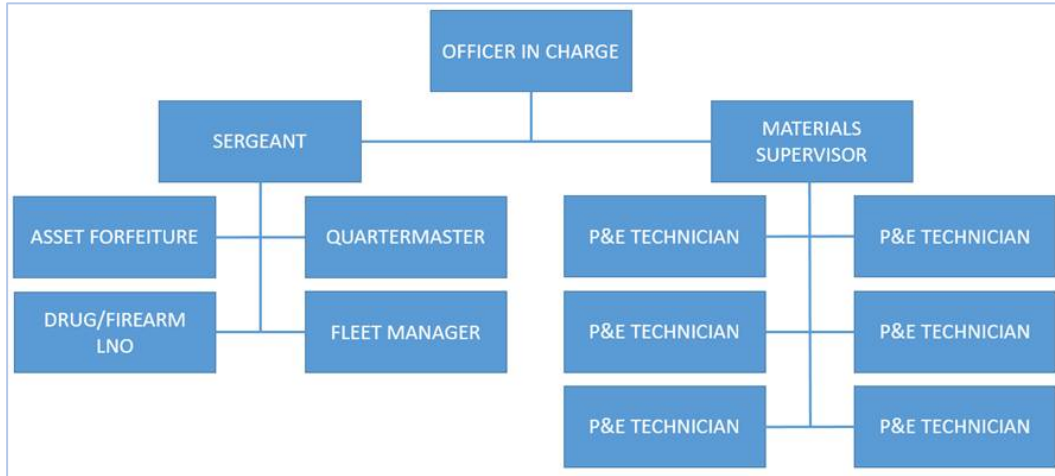 OFFICER IN CHARGE
SERGEANT
MATERIALS
SUPERVISOR
ASSET FORFEITURE
QUARTERMASTER
P&E TECHNICIAN
P&E TECHNICIAN
DRUG/FIREARM
LNO
FLEET MANAGER
P&E TECHNICIAN
P&E TECHNICIAN
P&E TECHNICIAN
P&E TECHNICIAN